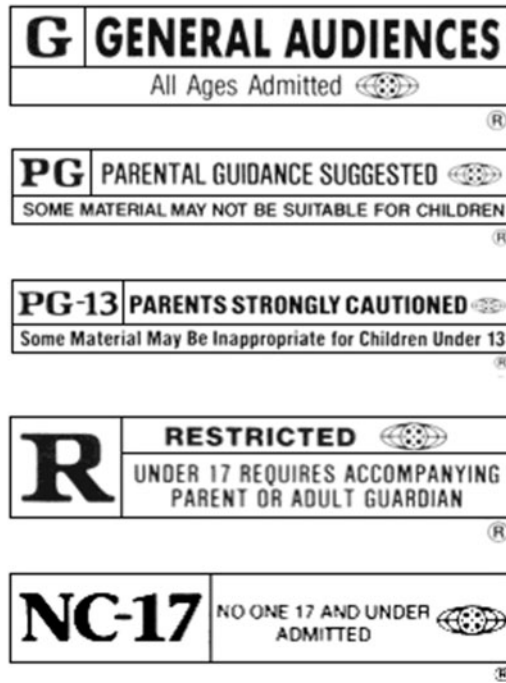 G GENERAL AUDIENCES
All Ages Admitted
®
PG PARENTAL GUIDANCE SUGGESTED
SOME MATERIAL MAY NOT BE SUITABLE FOR CHILDREN
®
PG-13 PARENTS STRONGLY CAUTIONED
Some Material May Be Inappropriate for Children Under 13
®
R RESTRICTED
UNDER 17 REQUIRES ACCOMPANYING
PARENT OR ADULT GUARDIAN
®
NC-17 NO ONE 17 AND UNDER
ADMITTED
®